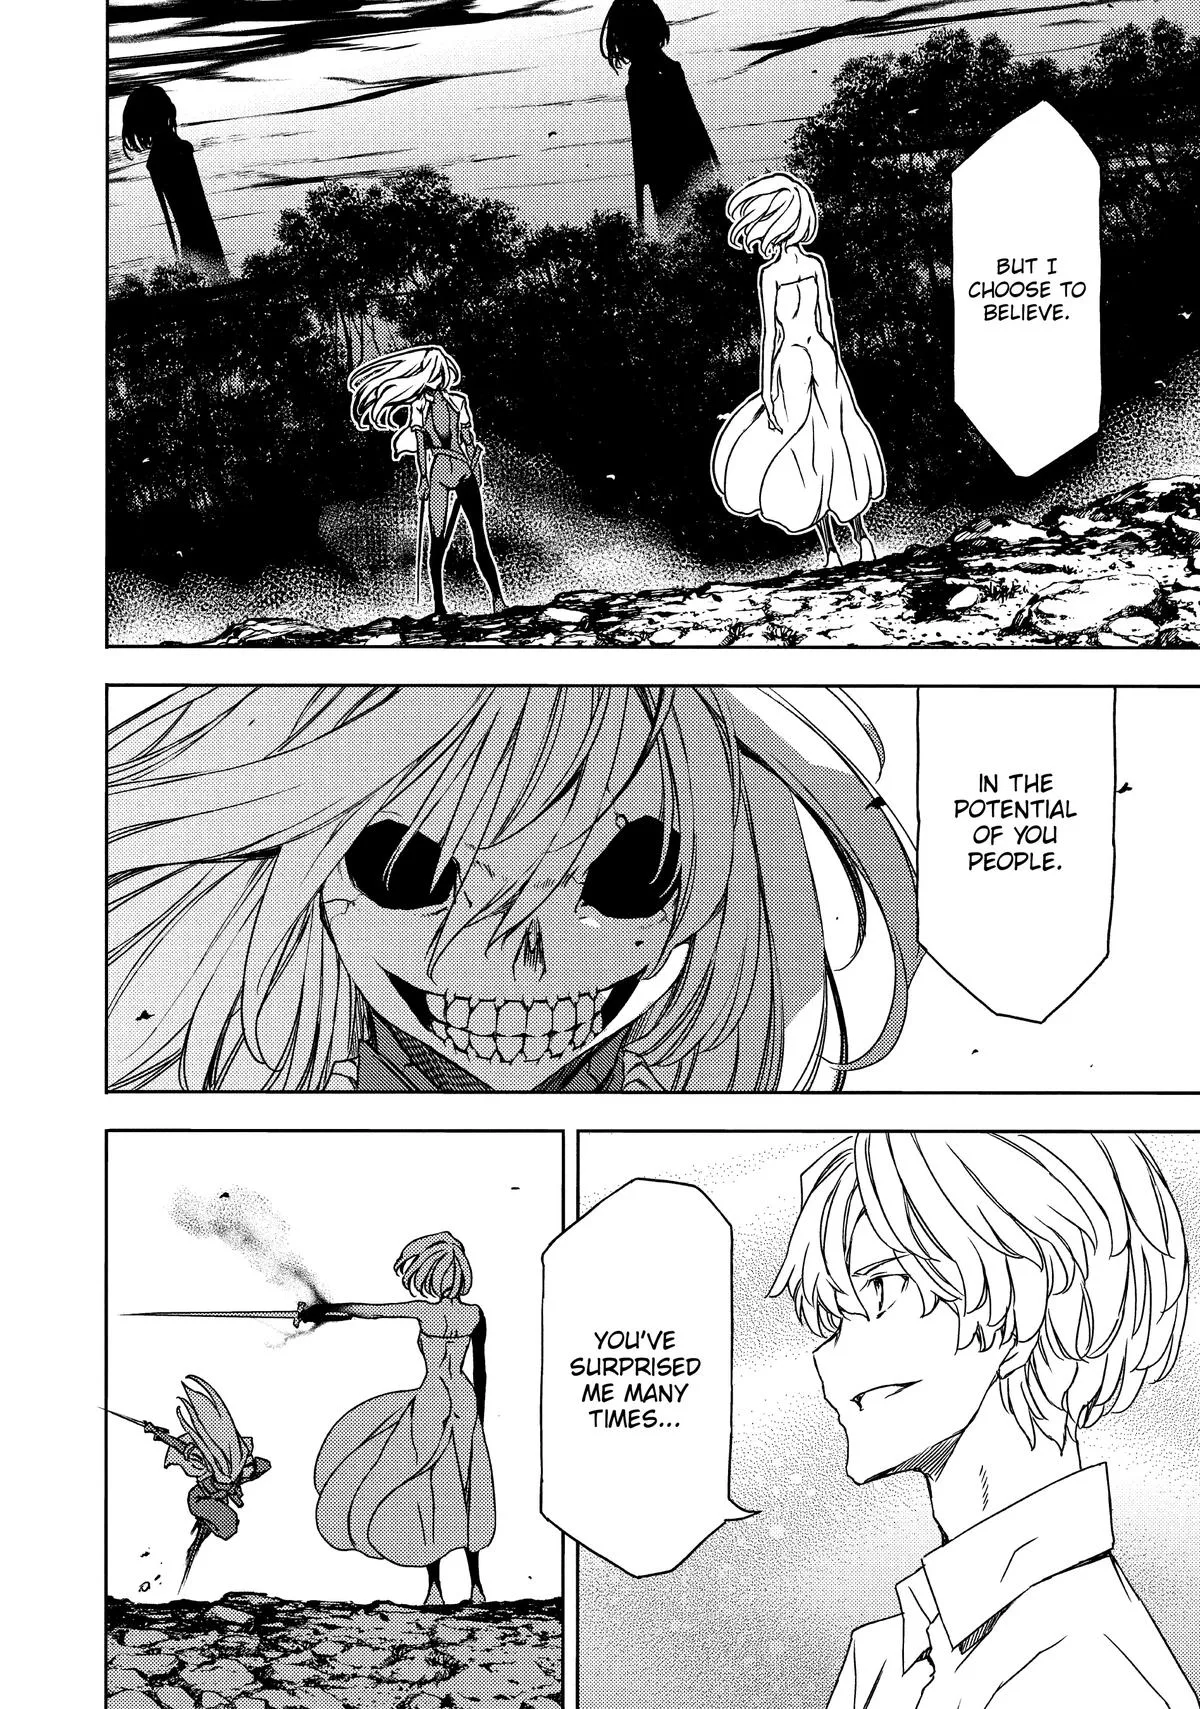 BUT I
CHOOSE TO
BELIEVE.
IN THE
POTENTIAL
OF YOU
PEOPLE.
YOU'VE
SURPRISED
ME MANY
TIMES...